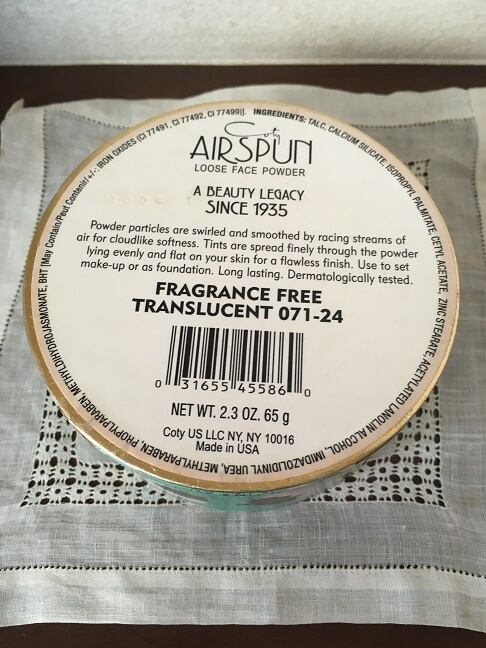 INGREDIENTS: TALC, CALCIUM SILICATE, ISOPROPYL PALMITATE, CETYL ACETATE, ZINC STEARATE, ACETYLATED LANOLIN ALCOHOL, IMIDAZOLIDINYL UREA, METHYLPARABEN, PROPYLPARABEN, METHYLDIHYDROJASMONATE, BHT [May Contain/Peut Contenir/(+/-): IRON OXIDES (CI 77491, CI 77492, CI 77499)].
Coty
AIRSPUN
LOOSE FACE POWDER
A BEAUTY LEGACY
SINCE 1935
Powder particles are swirled and smoothed by racing streams of
air for cloudlike softness. Tints are spread finely through the powder
lying evenly and flat on your skin for a flawless finish. Use to set
make-up or as foundation. Long lasting. Dermatologically tested.
FRAGRANCE FREE
TRANSLUCENT 071-24
0 31655 45586 0
NET WT. 2.3 OZ. 65 g
Coty US LLC NY, NY 10016
Made in USA